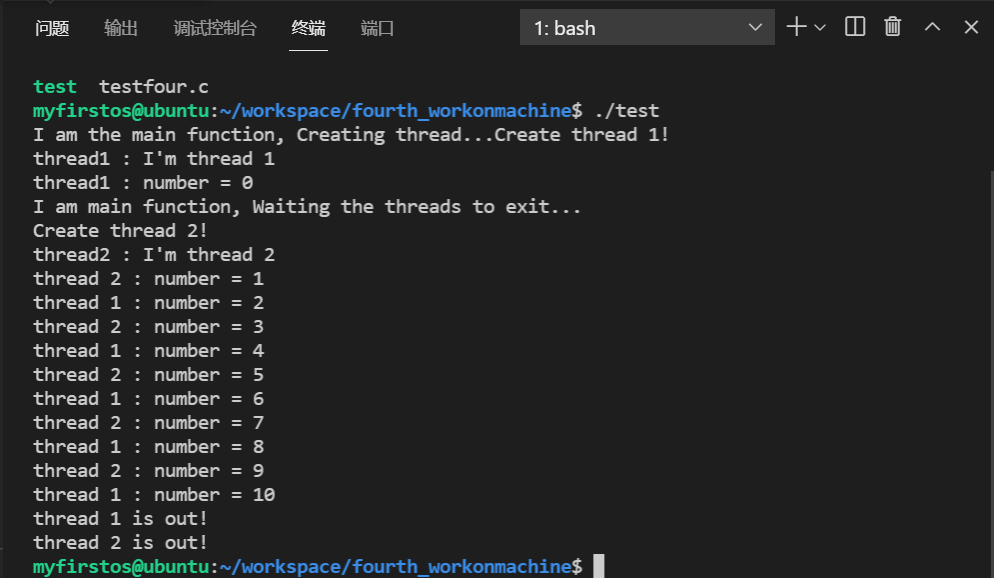 问题 输出 调试控制台 终端 端口 1: bash
test  testfour.c
myfirstos@ubuntu:~/workspace/fourth_workonmachine$ ./test
I am the main function, Creating thread...Create thread 1!
thread1 : I'm thread 1
thread1 : number = 0
I am main function, Waiting the threads to exit...
Create thread 2!
thread2 : I'm thread 2
thread 2 : number = 1
thread 1 : number = 2
thread 2 : number = 3
thread 1 : number = 4
thread 2 : number = 5
thread 1 : number = 6
thread 2 : number = 7
thread 1 : number = 8
thread 2 : number = 9
thread 1 : number = 10
thread 1 is out!
thread 2 is out!
myfirstos@ubuntu:~/workspace/fourth_workonmachine$